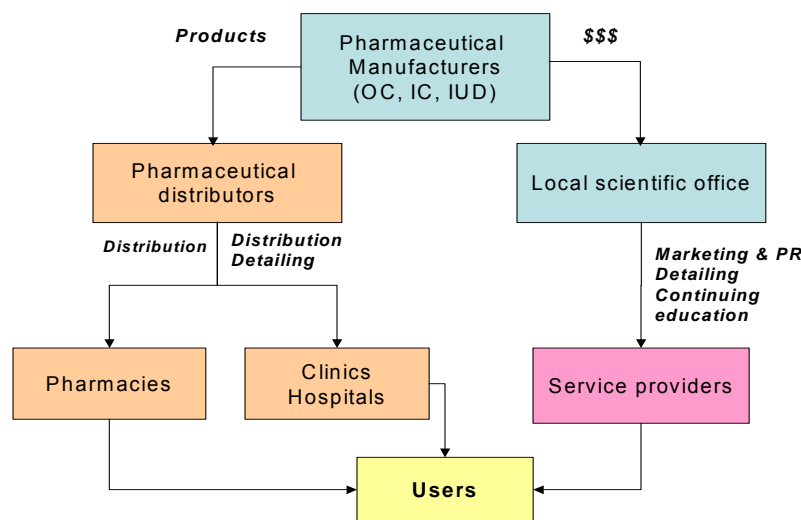 Products
Pharmaceutical
Manufacturers
(OC, IC, IUD)
$$$
Pharmaceutical
distributors
Local scientific office
Distribution
Distribution
Detailing
Marketing & PR
Detailing
Continuing
education
Pharmacies
Clinics
Hospitals
Service providers
Users